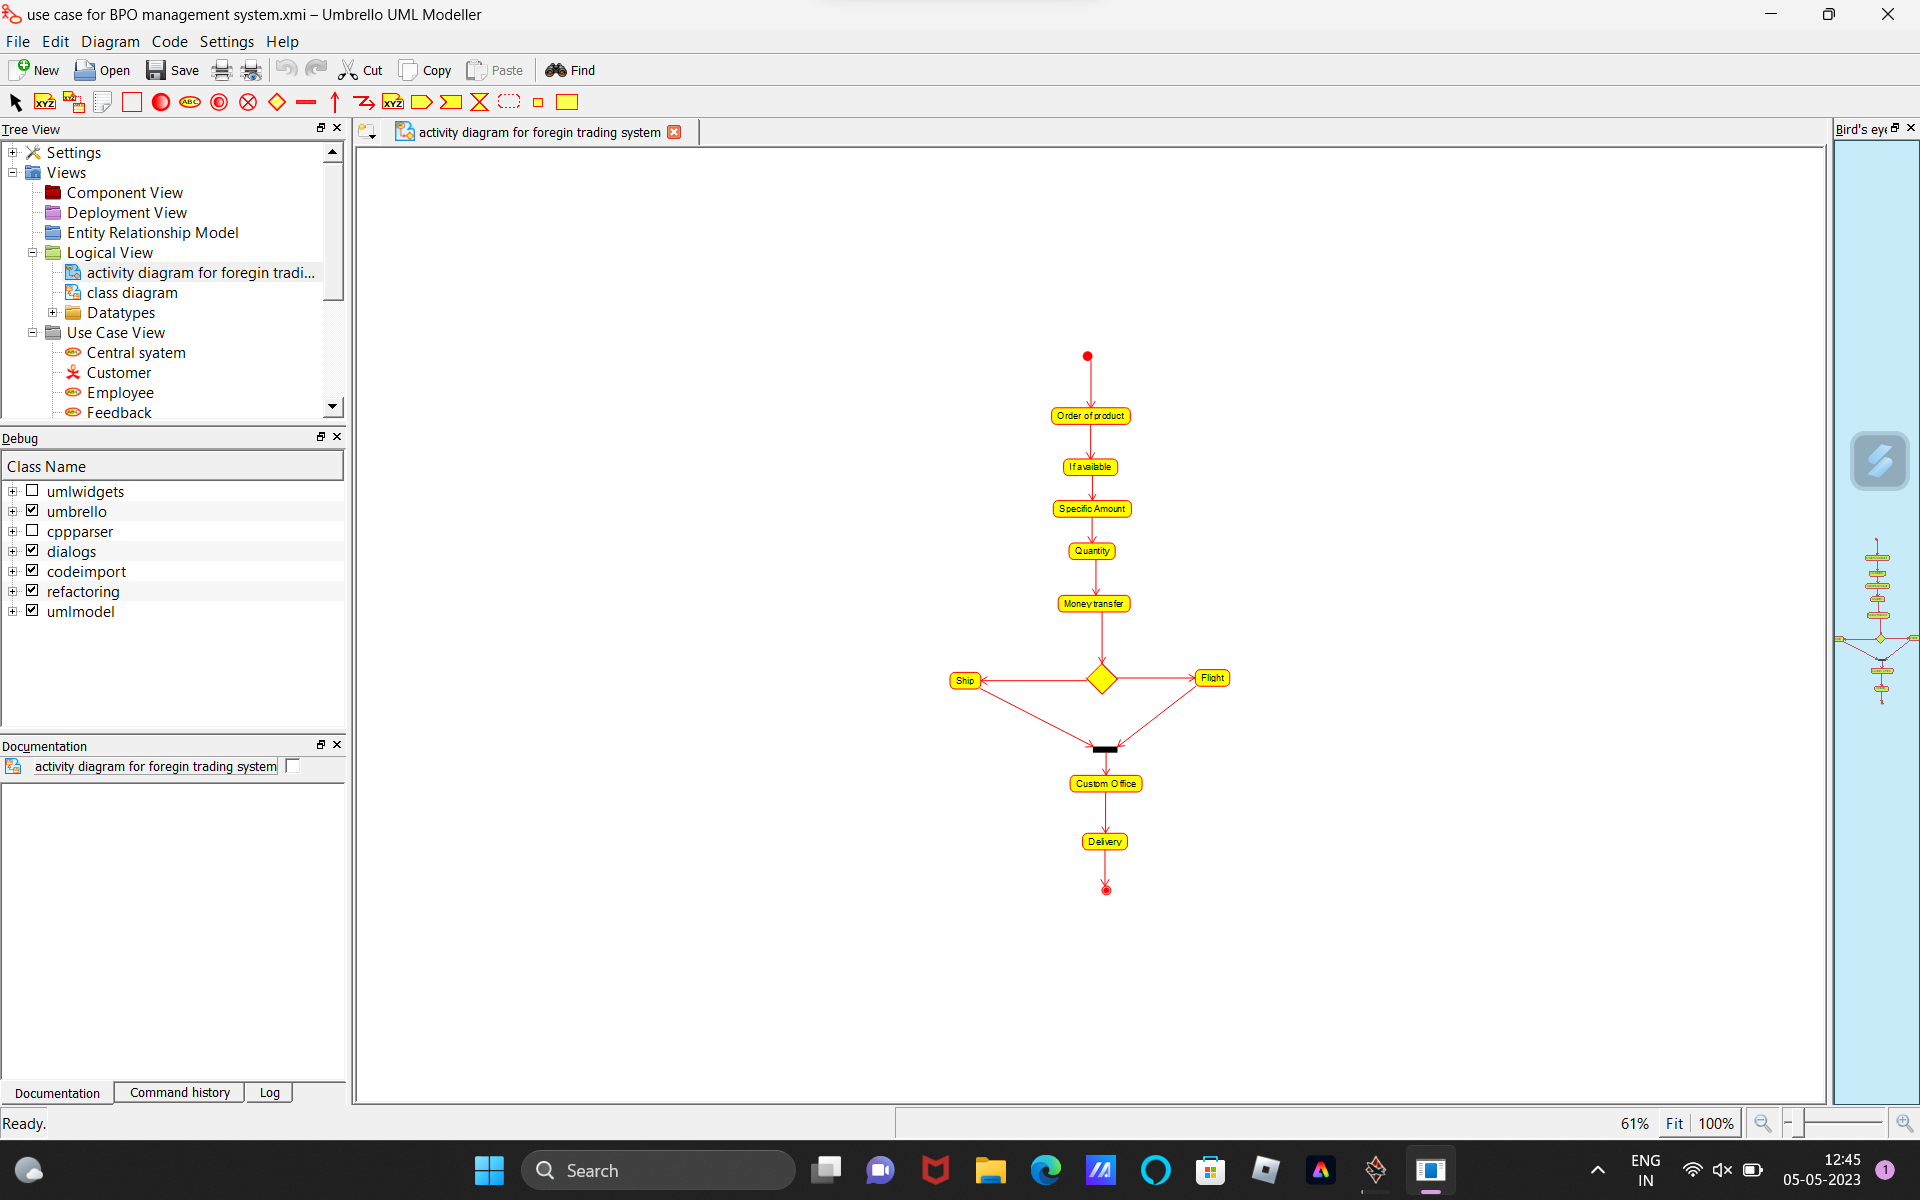 use case for BPO management system.xmi – Umbrello UML Modeller
File Edit Diagram Code Settings Help
New Open Save Cut Copy Paste Find
XYZ XYZ ABC XYZ
Tree View
activity diagram for foregin trading system
Bird's eye
Settings
Views
Component View
Deployment View
Entity Relationship Model
Logical View
activity diagram for foregin tradi...
class diagram
Datatypes
Use Case View
Central syatem
Customer
Employee
Feedback
Debug
Class Name
umlwidgets
umbrello
cppparser
dialogs
codeimport
refactoring
umlmodel
Documentation
activity diagram for foregin trading system
Documentation Command history Log
Order of product
If available
Specific Amount
Quantity
Money transfer
Ship
Flight
Custom Office
Delivery
Ready.
61% Fit 100%
Search
ENG
IN
12:45
05-05-2023
1